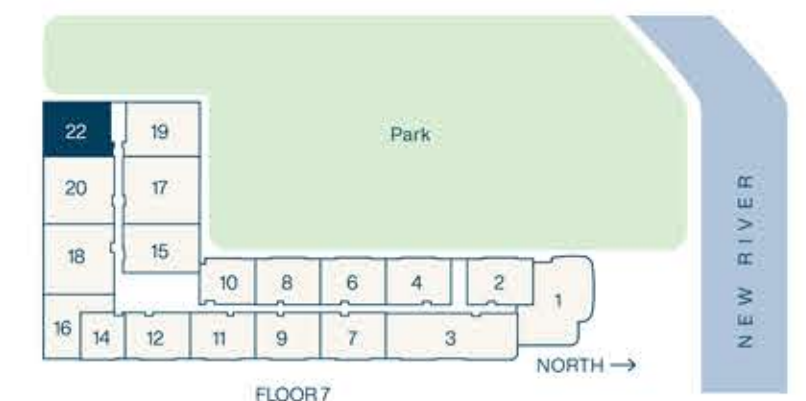 22 19
Park
20 17
18 15
10 8 6 4 2 1
16 14 12 11 9 7 3
NEW RIVER
NORTH →
FLOOR 7